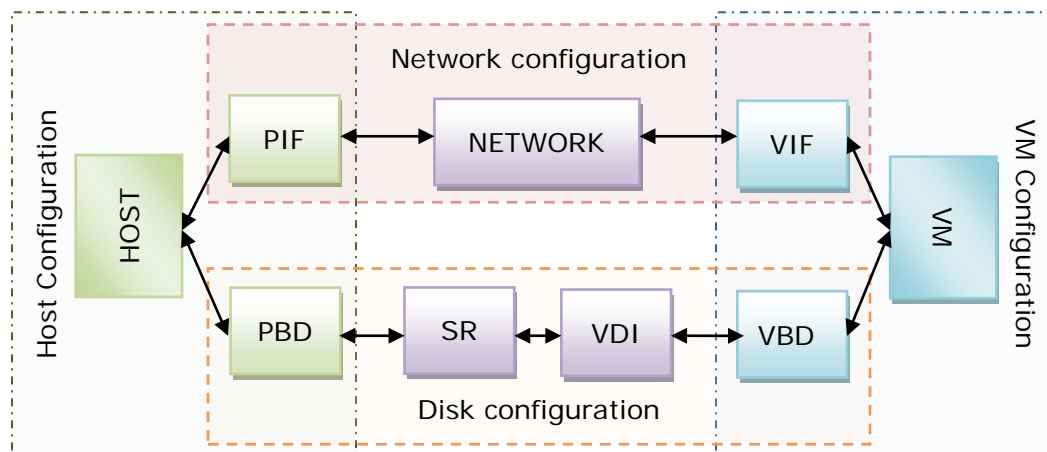 Network configuration
Host Configuration
HOST
PIF
NETWORK
VIF
VM
VM Configuration
PBD
SR
VDI
VBD
Disk configuration